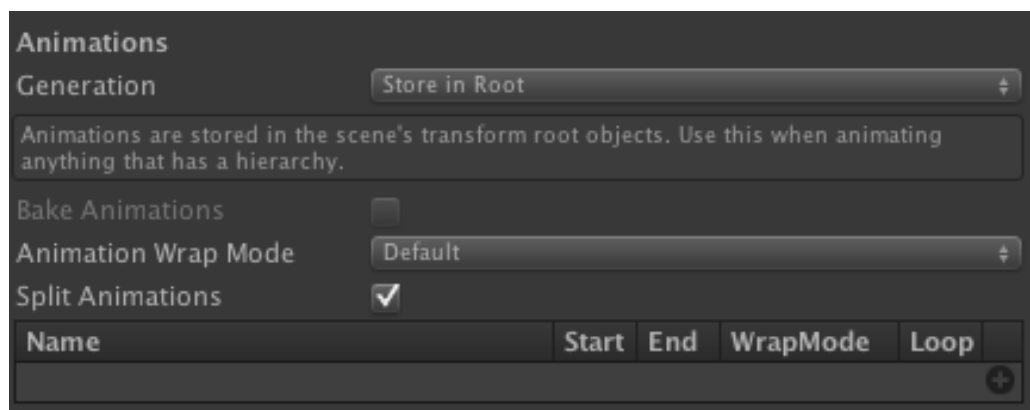 Animations
Generation Store in Root
Animations are stored in the scene's transform root objects. Use this when animating
anything that has a hierarchy.
Bake Animations
Animation Wrap Mode Default
Split Animations
Name Start End WrapMode Loop